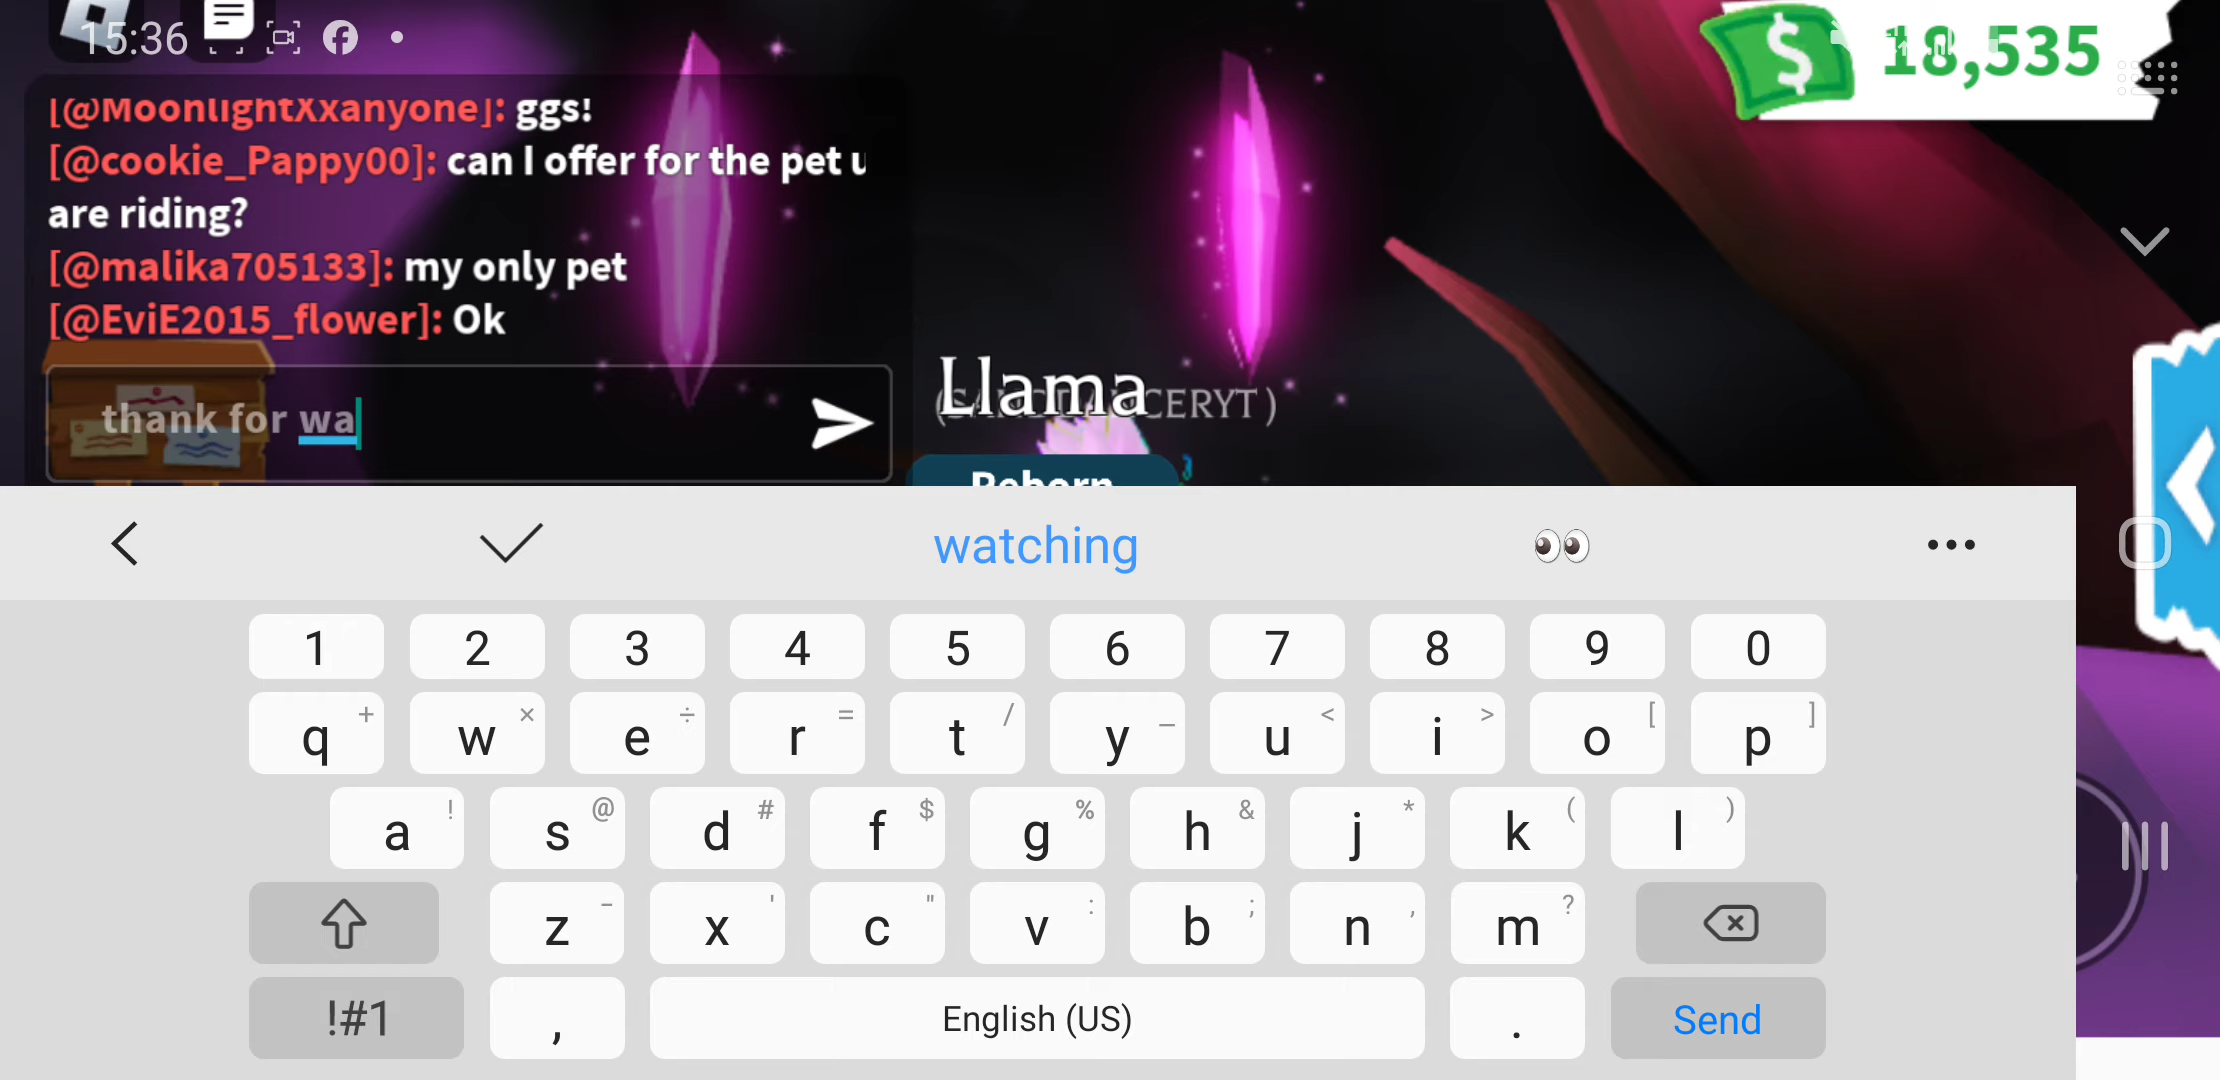 15:36
18,535
[@MoonlightXxanyone]: ggs!
[@cookie_Pappy00]: can I offer for the pet u
are riding?
[@malika705133]: my only pet
[@EviE2015_flower]: Ok
thank for wa
Llama
Reborn
watching
1 2 3 4 5 6 7 8 9 0
q + w × e ÷ r = t / y _ u < i > o [ p ]
a ! s @ d # f $ g % h & j * k ( l )
z - x ' c " v : b ; n , m ?
!#1 , English (US) . Send